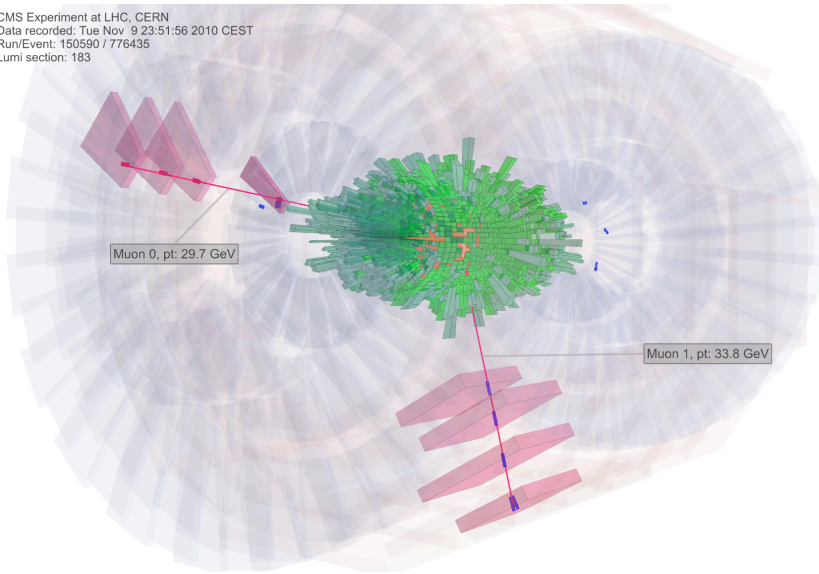 CMS Experiment at LHC, CERN
Data recorded: Tue Nov 9 23:51:56 2010 CEST
Run/Event: 150590 / 776435
Lumi section: 183
Muon 0, pt: 29.7 GeV
Muon 1, pt: 33.8 GeV